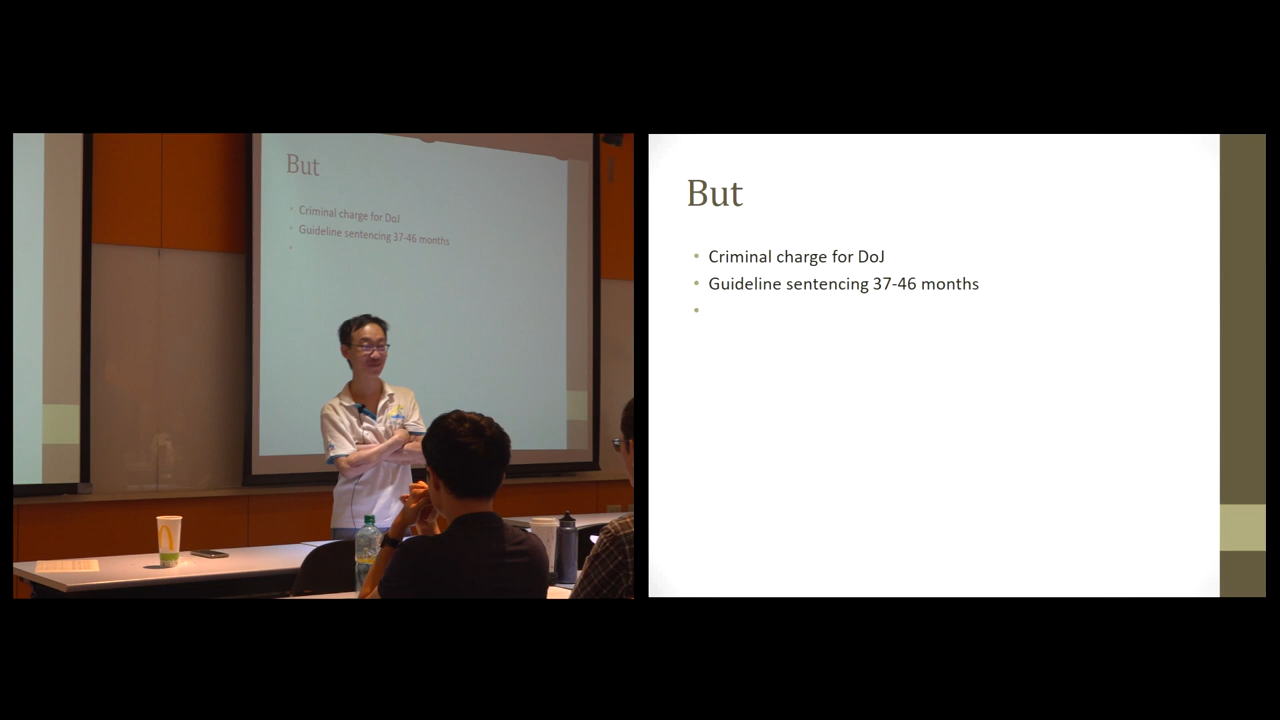 But
• Criminal charge for DoJ
• Guideline sentencing 37-46 months
•
But
• Criminal charge for DoJ
• Guideline sentencing 37-46 months
•